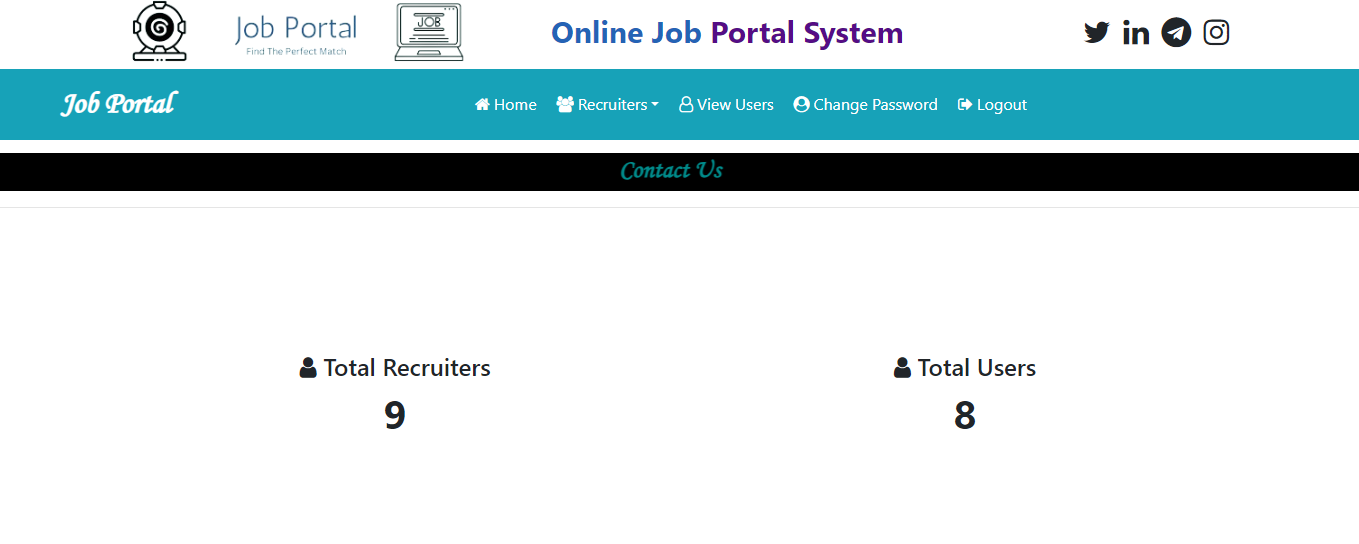 Job Portal
Find The Perfect Match
JOB
Online Job Portal System
Job Portal
Home Recruiters View Users Change Password Logout
Contact Us
Total Recruiters
9
Total Users
8